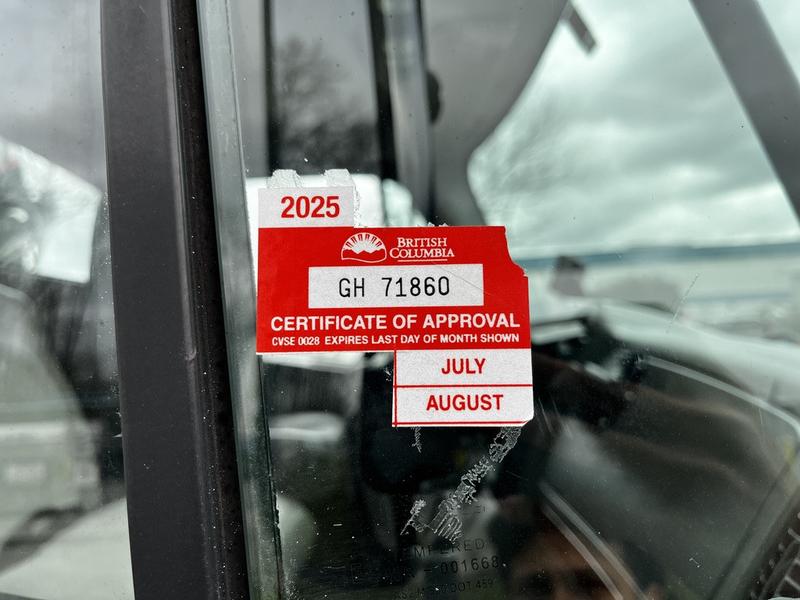 2025
BRITISH
COLUMBIA
GH 71860
CERTIFICATE OF APPROVAL
CVSE 0028 EXPIRES LAST DAY OF MONTH SHOWN
JULY
AUGUST